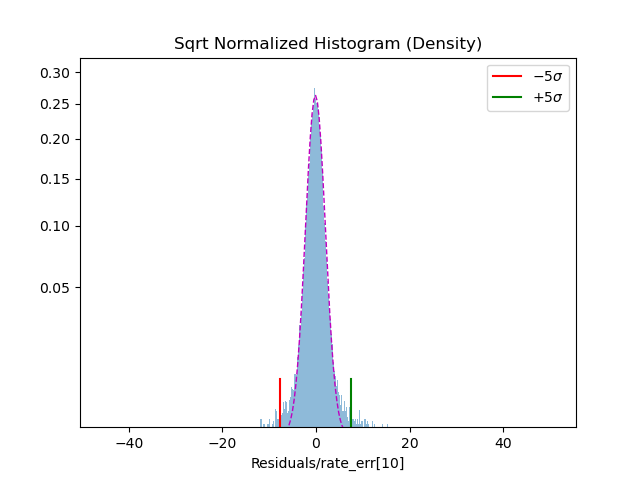 Sqrt Normalized Histogram (Density)
0.30
0.25
0.20
0.15
0.10
0.05
−5σ
+5σ
−40
−20
0
20
40
Residuals/rate_err[10]